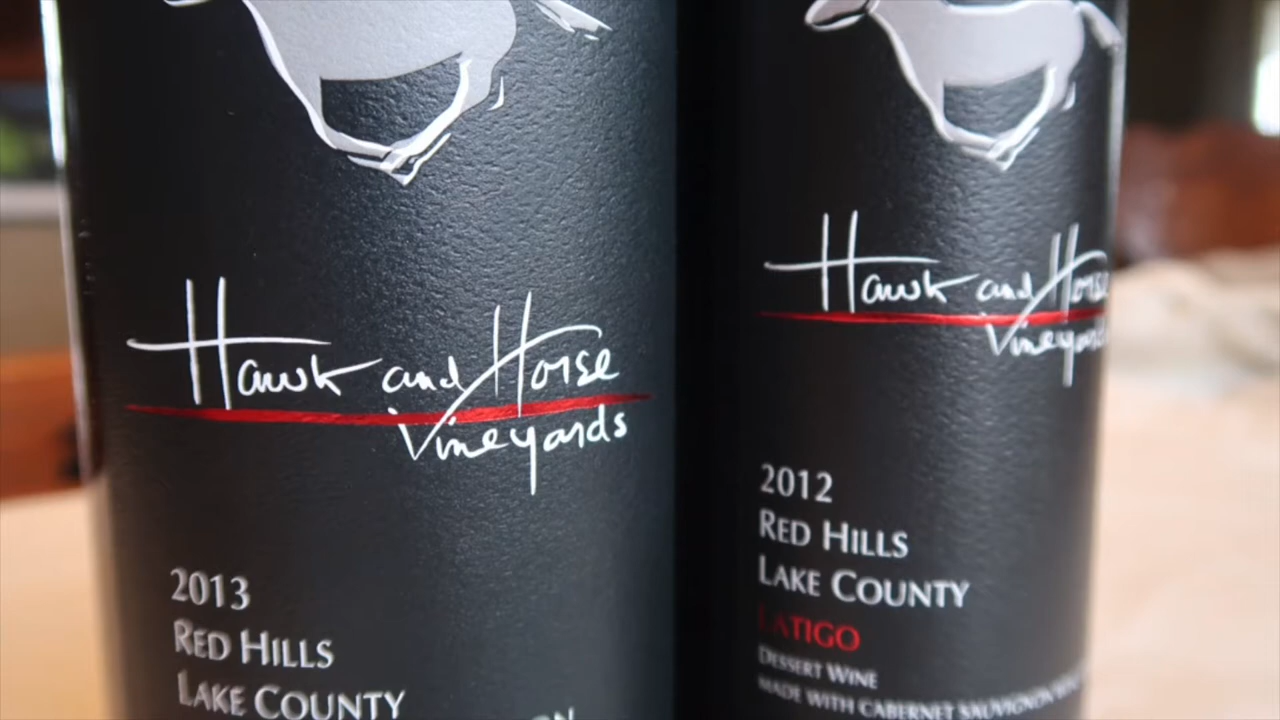 Hawk and Horse
Vineyards
2013
RED HILLS
LAKE COUNTY
Hawk and Horse
Vineyards
2012
RED HILLS
LAKE COUNTY
LATIGO
DESSERT WINE
MADE WITH CABERNET SAUVIGNON